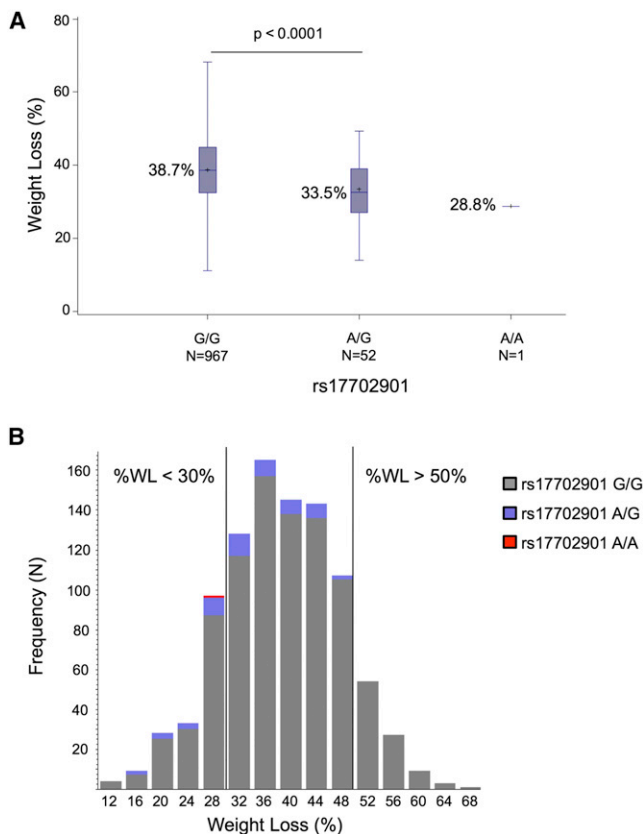 A
80
60
40
20
0
Weight Loss (%)
p < 0.0001
38.7%
33.5%
28.8%
G/G
N=967
A/G
N=52
A/A
N=1
rs17702901
B
160
140
120
100
80
60
40
20
Frequency (N)
%WL < 30%
%WL > 50%
rs17702901 G/G
rs17702901 A/G
rs17702901 A/A
12 16 20 24 28 32 36 40 44 48 52 56 60 64 68
Weight Loss (%)